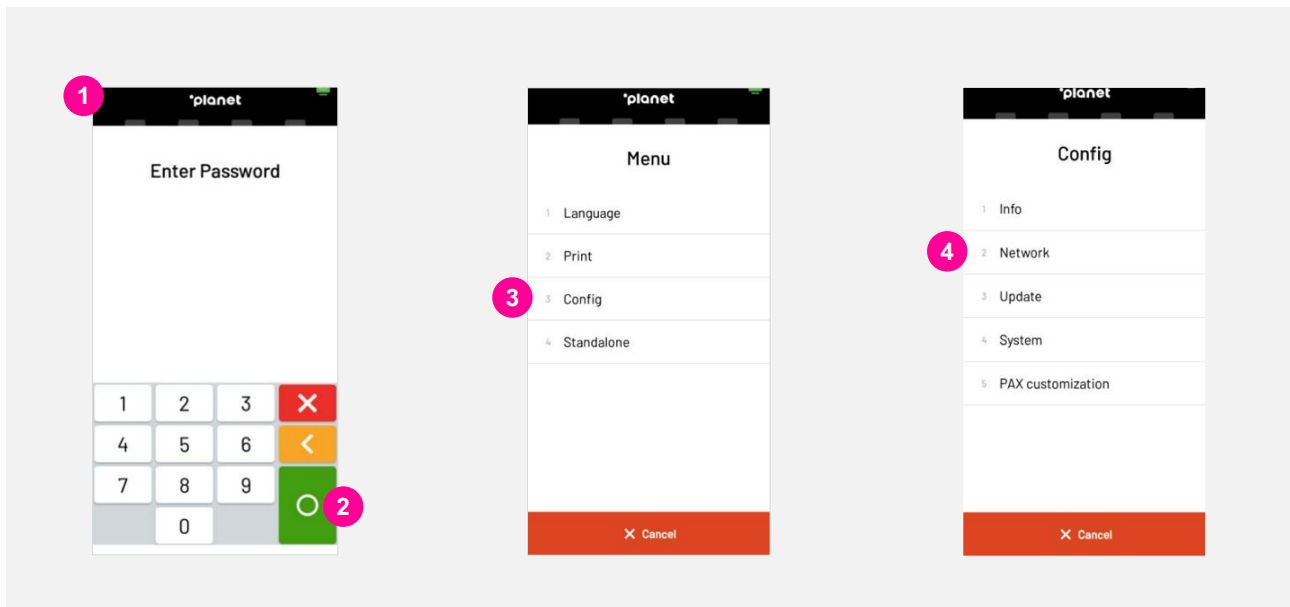 1
planet
Enter Password
1 2 3
4 5 6
7 8 9
0
2
planet
Menu
1 Language
2 Print
3
3 Config
4 Standalone
Cancel
planet
Config
1 Info
4
2 Network
3 Update
4 System
5 PAX customization
Cancel